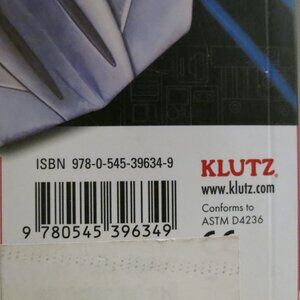 ISBN 978-0-545-39634-9
KLUTZ
www.klutz.com
Conforms to
ASTM D4236
9 780545 396349